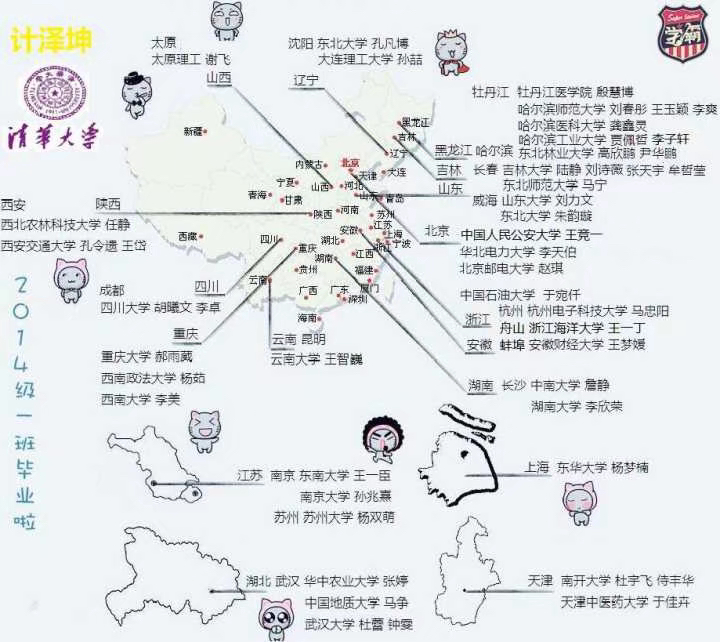 计泽坤
清華大学
太原
太原理工 谢飞
山西
沈阳 东北大学 孔凡博
大连理工大学 孙喆
辽宁
学霸
牡丹江 牡丹江医学院 殷慧博
哈尔滨师范大学 刘春彤 王玉颖 李爽
哈尔滨医科大学 龚鑫灵
哈尔滨工业大学 贾佩哲 李子轩
黑龙江 哈尔滨 东北林业大学 高欣鹏 尹华鹏
吉林 长春 吉林大学 陆静 刘诗薇 张天宇 牟哲莹
东北师范大学 马宁
山东
威海 山东大学 刘力文
东北大学 朱韵璇
北京 中国人民公安大学 王竞一
华北电力大学 李天伯
北京邮电大学 赵琪
中国石油大学 于宛仟
浙江 杭州 杭州电子科技大学 马忠阳
舟山 浙江海洋大学 王一丁
安徽 蚌埠 安徽财经大学 王梦媛
湖南 长沙 中南大学 詹静
湖南大学 李欣荣
西安 陕西
西北农林科技大学 任静
西安交通大学 孔令遗 王岱
成都 四川
四川大学 胡曦文 李卓
重庆
重庆大学 郝雨葳
西南政法大学 杨茹
西南大学 李美
云南 昆明
云南大学 王智巍
新疆
黑龙江
吉林
辽宁
内蒙古
北京
天津
大连
宁夏
山西
河北
青海
甘肃
山东
青岛
陕西
河南
苏州
西藏
四川
安徽
江苏
上海
湖北
浙江
宁波
重庆
湖南
江西
贵州
福建
云南
广西
广东
厦门
深圳
海南
2014级一班毕业啦
江苏 南京 东南大学 王一臣
南京大学 孙兆熹
苏州 苏州大学 杨双萌
上海 东华大学 杨梦楠
湖北 武汉 华中农业大学 张婷
中国地质大学 马争
武汉大学 杜蕾 钟雯
天津 南开大学 杜宇飞 侍丰华
天津中医药大学 于佳卉